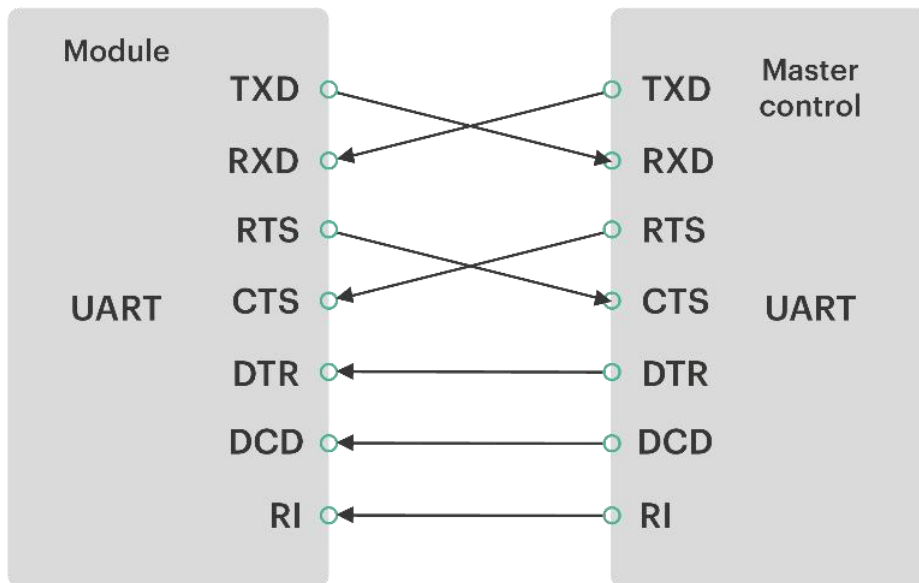 Module
TXD
RXD
RTS
CTS
DTR
DCD
RI
UART
TXD
RXD
RTS
CTS
DTR
DCD
RI
Master
control
UART